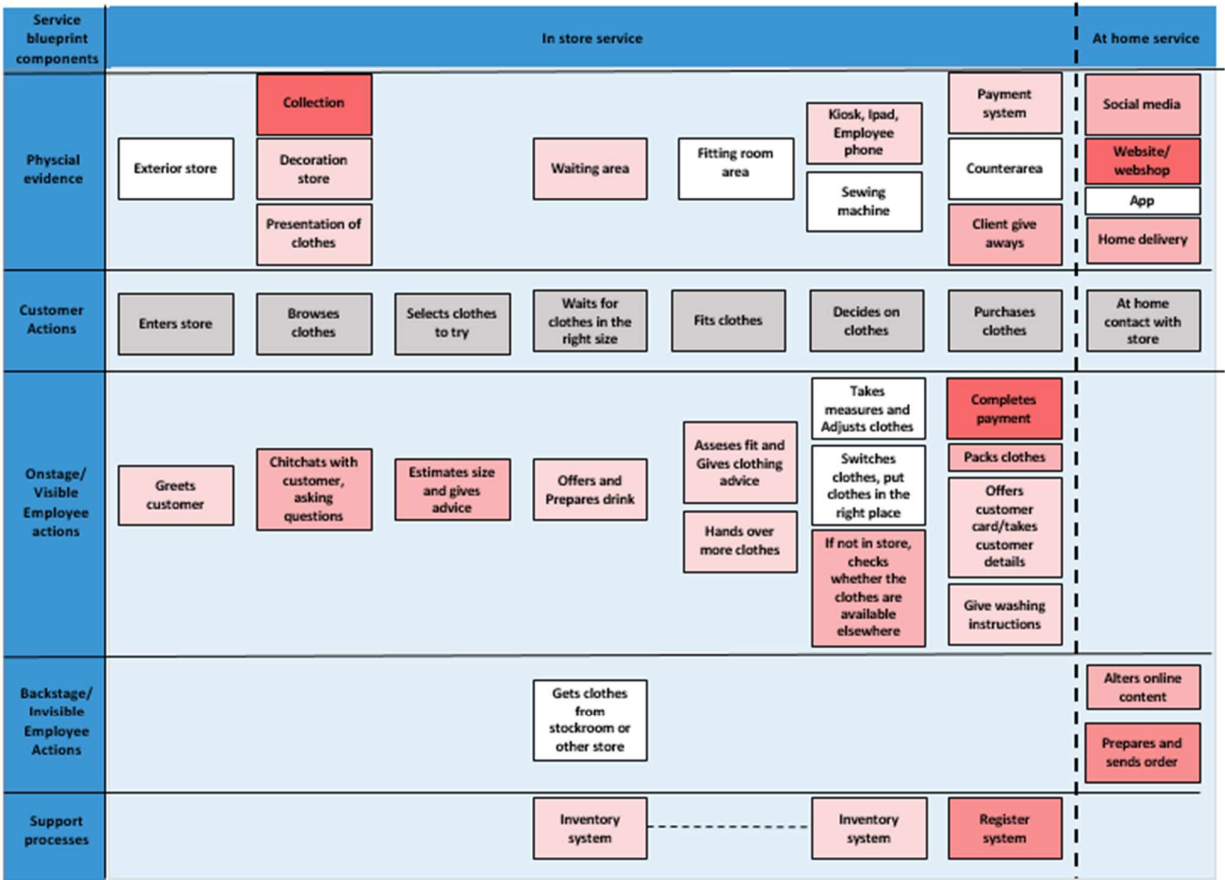 Service
blueprint
components
In store service
At home service
Physcial
evidence
Exterior store
Collection
Decoration
store
Presentation of
clothes
Waiting area
Fitting room
area
Kiosk, Ipad,
Employee
phone
Sewing
machine
Payment
system
Counterarea
Client give
aways
Social media
Website/
webshop
App
Home delivery
Customer
Actions
Enters store
Browses
clothes
Selects clothes
to try
Waits for
clothes in the
right size
Fits clothes
Decides on
clothes
Purchases
clothes
At home
contact with
store
Onstage/
Visible
Employee
actions
Greets
customer
Chitchats with
customer,
asking
questions
Estimates size
and gives
advice
Offers and
Prepares drink
Asseses fit and
Gives clothing
advice
Hands over
more clothes
Takes
measures and
Adjusts clothes
Switches
clothes, put
clothes in the
right place
If not in store,
checks
whether the
clothes are
available
elsewhere
Completes
payment
Packs clothes
Offers
customer
card/takes
customer
details
Give washing
instructions
Backstage/
Invisible
Employee
Actions
Gets clothes
from
stockroom or
other store
Alters online
content
Prepares and
sends order
Support
processes
Inventory
system
Inventory
system
Register
system